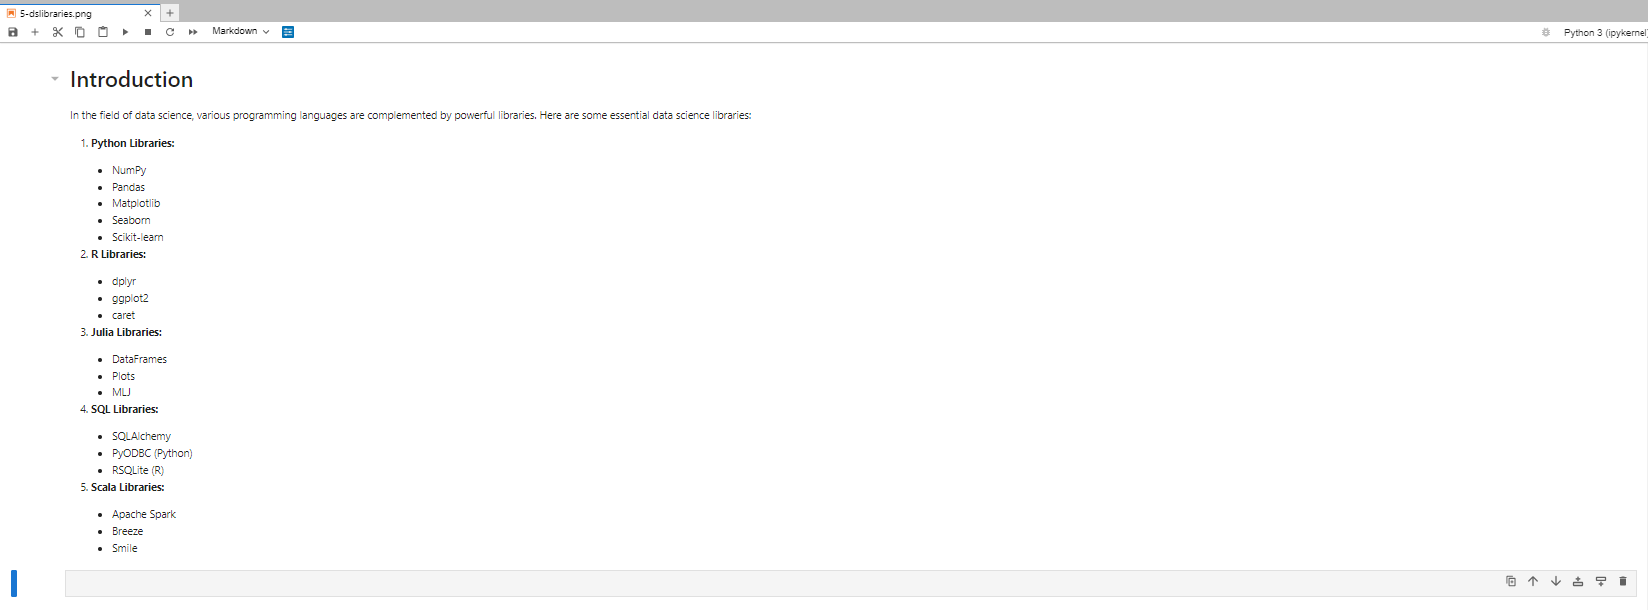 5-dslibraries.png
Markdown
Python 3 (ipykernel)
Introduction
In the field of data science, various programming languages are complemented by powerful libraries. Here are some essential data science libraries:
1. Python Libraries:
• NumPy
• Pandas
• Matplotlib
• Seaborn
• Scikit-learn
2. R Libraries:
• dplyr
• ggplot2
• caret
3. Julia Libraries:
• DataFrames
• Plots
• MLJ
4. SQL Libraries:
• SQLAlchemy
• PyODBC (Python)
• RSQLite (R)
5. Scala Libraries:
• Apache Spark
• Breeze
• Smile